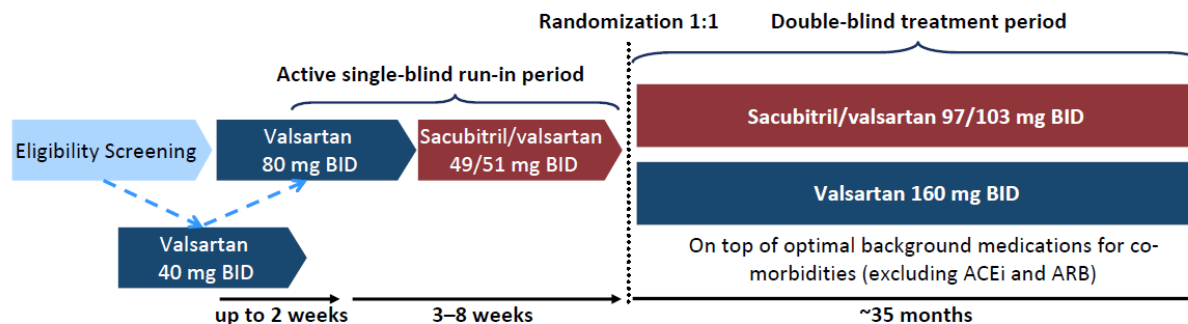 Randomization 1:1
Double-blind treatment period
Active single-blind run-in period
Eligibility Screening
Valsartan
80 mg BID
Sacubitril/valsartan
49/51 mg BID
Sacubitril/valsartan 97/103 mg BID
Valsartan 160 mg BID
Valsartan
40 mg BID
On top of optimal background medications for co-
morbidities (excluding ACEi and ARB)
up to 2 weeks
3–8 weeks
~35 months